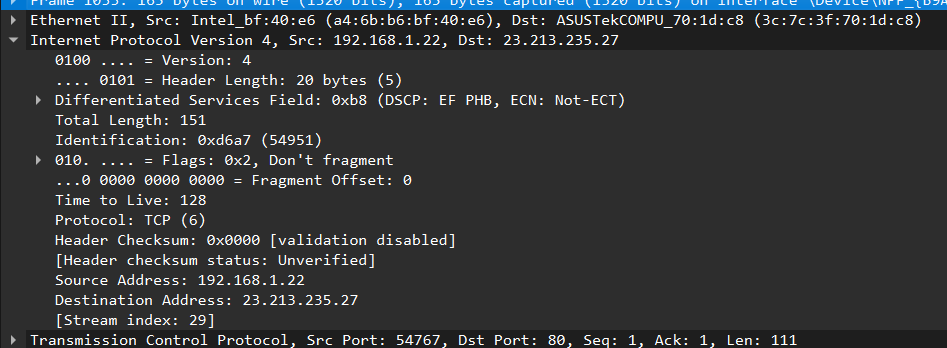 Frame 1055: 165 bytes on wire (1320 bits), 165 bytes captured (1320 bits) on interface \Device\NPF_{B9A
Ethernet II, Src: Intel_bf:40:e6 (a4:6b:b6:bf:40:e6), Dst: ASUSTekCOMPU_70:1d:c8 (3c:7c:3f:70:1d:c8)
Internet Protocol Version 4, Src: 192.168.1.22, Dst: 23.213.235.27
0100 .... = Version: 4
.... 0101 = Header Length: 20 bytes (5)
Differentiated Services Field: 0xb8 (DSCP: EF PHB, ECN: Not-ECT)
Total Length: 151
Identification: 0xd6a7 (54951)
010. .... = Flags: 0x2, Don't fragment
...0 0000 0000 0000 = Fragment Offset: 0
Time to Live: 128
Protocol: TCP (6)
Header Checksum: 0x0000 [validation disabled]
[Header checksum status: Unverified]
Source Address: 192.168.1.22
Destination Address: 23.213.235.27
[Stream index: 29]
Transmission Control Protocol, Src Port: 54767, Dst Port: 80, Seq: 1, Ack: 1, Len: 111